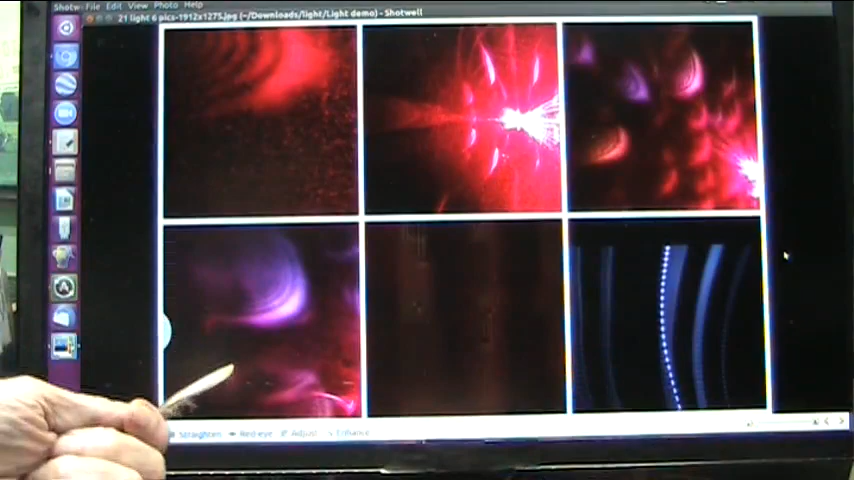 Shotw File Edit View Photo Help
21 light 6 pics-1912x1275.jpg (~/Downloads/light/Light demo) - Shotwell
Straighten Red-eye Adjust Enhance